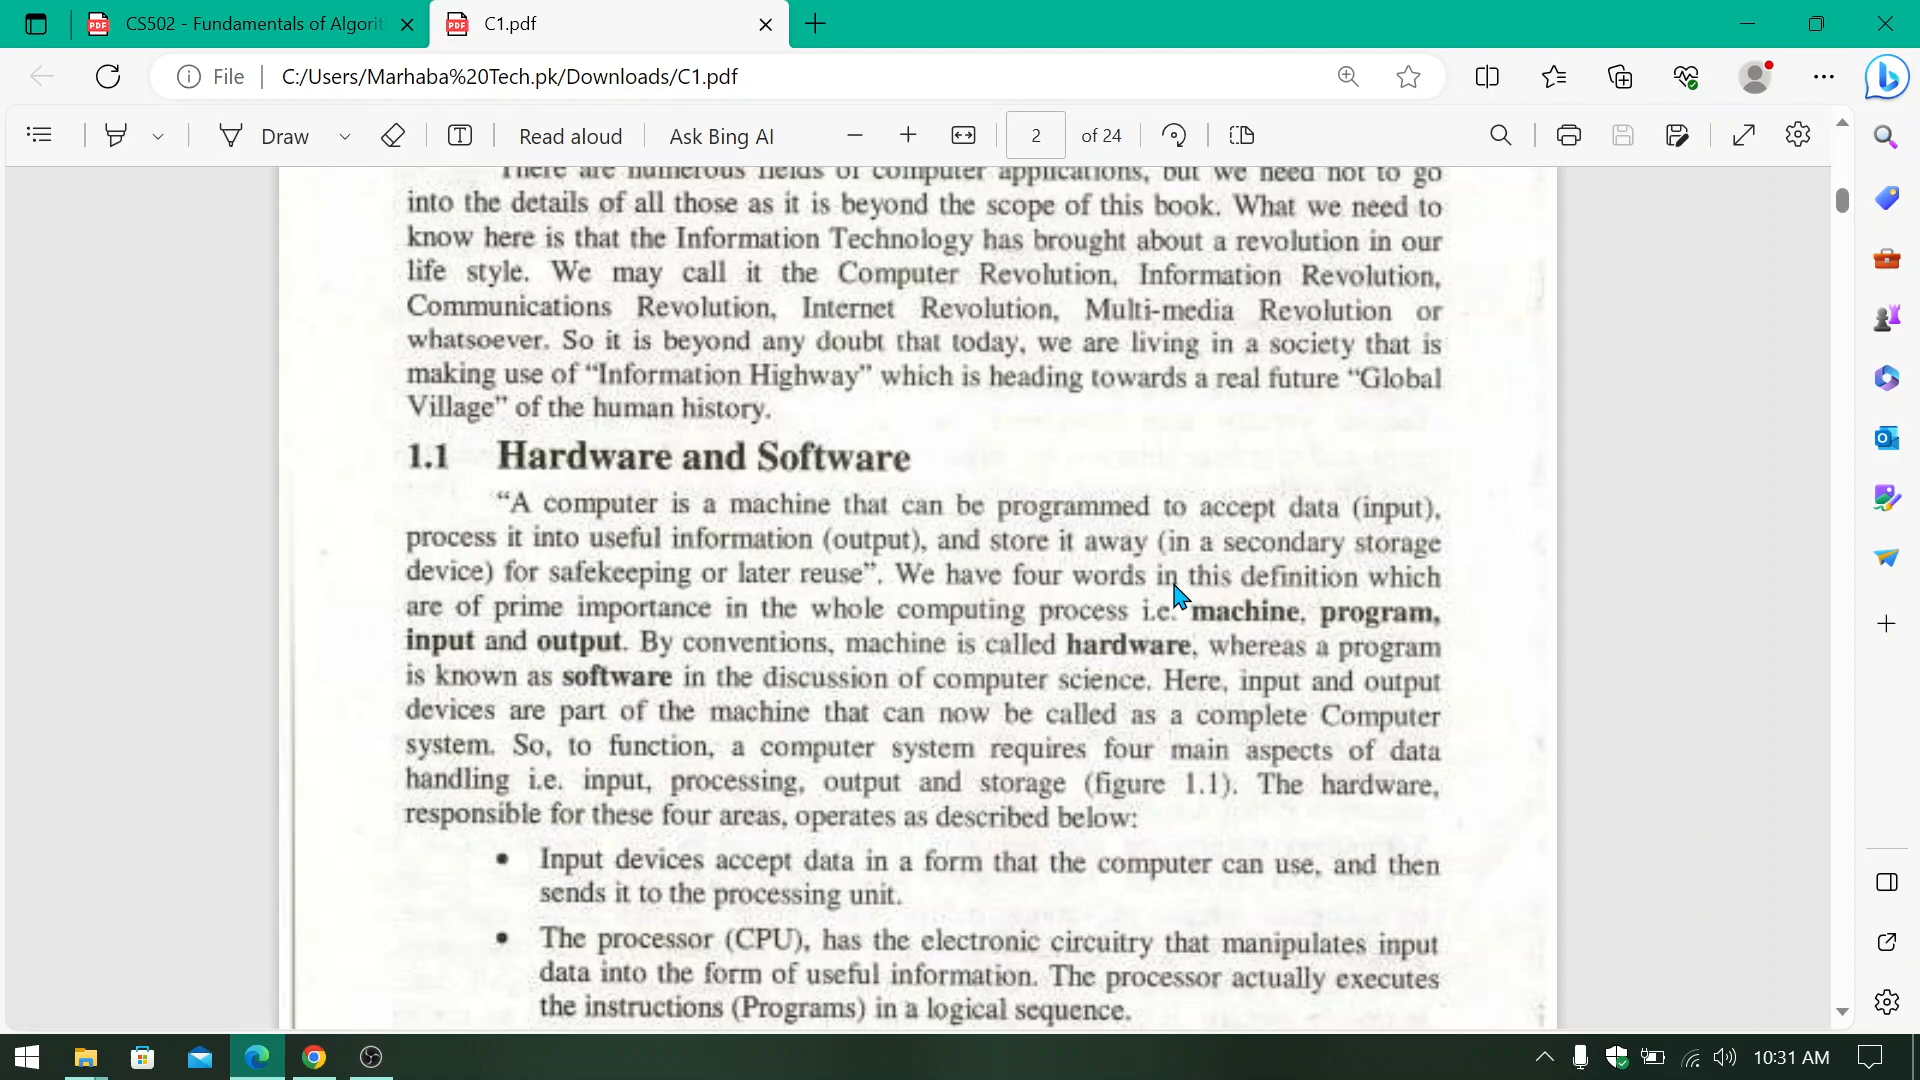 CS502 - Fundamentals of Algorit
C1.pdf
File
C:/Users/Marhaba%20Tech.pk/Downloads/C1.pdf
Draw
Read aloud
Ask Bing AI
2 of 24
There are numerous fields of computer applications, but we need not to go
into the details of all those as it is beyond the scope of this book. What we need to
know here is that the Information Technology has brought about a revolution in our
life style. We may call it the Computer Revolution, Information Revolution,
Communications Revolution, Internet Revolution, Multi-media Revolution or
whatsoever. So it is beyond any doubt that today, we are living in a society that is
making use of “Information Highway” which is heading towards a real future “Global
Village” of the human history.
1.1 Hardware and Software
“A computer is a machine that can be programmed to accept data (input),
process it into useful information (output), and store it away (in a secondary storage
device) for safekeeping or later reuse”. We have four words in this definition which
are of prime importance in the whole computing process i.e. machine, program,
input and output. By conventions, machine is called hardware, whereas a program
is known as software in the discussion of computer science. Here, input and output
devices are part of the machine that can now be called as a complete Computer
system. So, to function, a computer system requires four main aspects of data
handling i.e. input, processing, output and storage (figure 1.1). The hardware,
responsible for these four areas, operates as described below:
• Input devices accept data in a form that the computer can use, and then
sends it to the processing unit.
• The processor (CPU), has the electronic circuitry that manipulates input
data into the form of useful information. The processor actually executes
the instructions (Programs) in a logical sequence.
10:31 AM